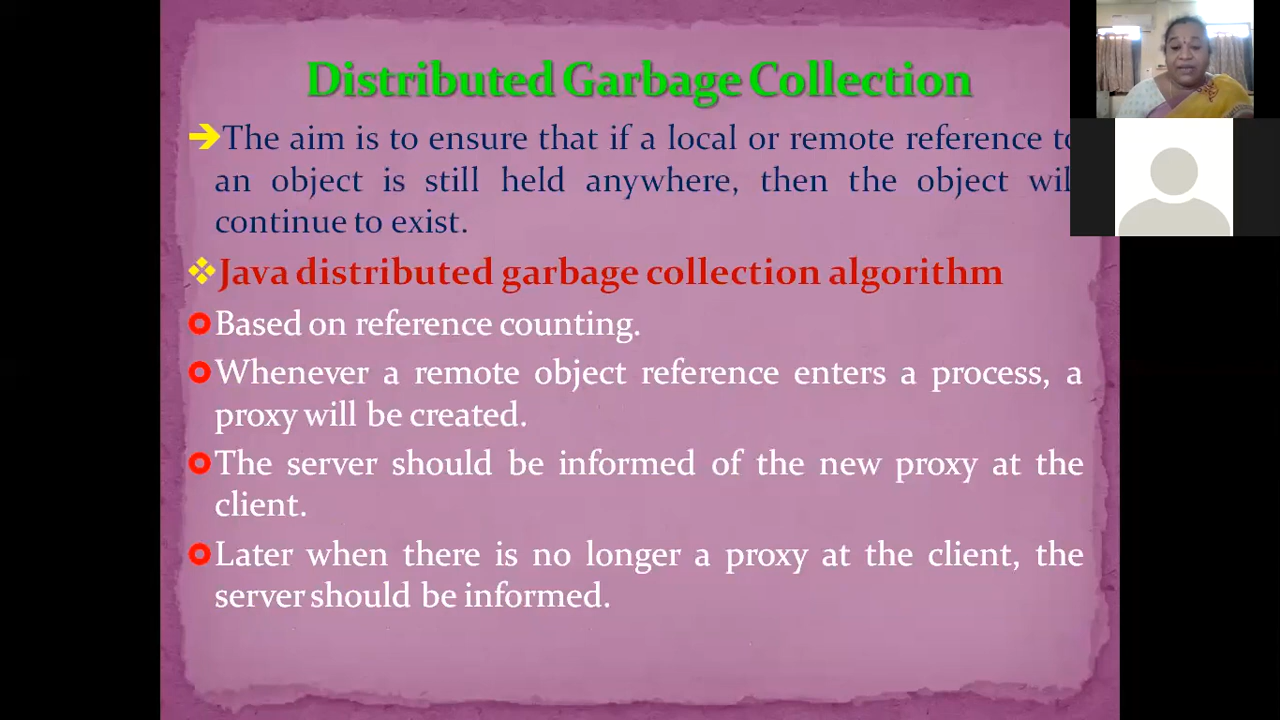 Distributed Garbage Collection
The aim is to ensure that if a local or remote reference to
an object is still held anywhere, then the object will
continue to exist.
Java distributed garbage collection algorithm
Based on reference counting.
Whenever a remote object reference enters a process, a
proxy will be created.
The server should be informed of the new proxy at the
client.
Later when there is no longer a proxy at the client, the
server should be informed.